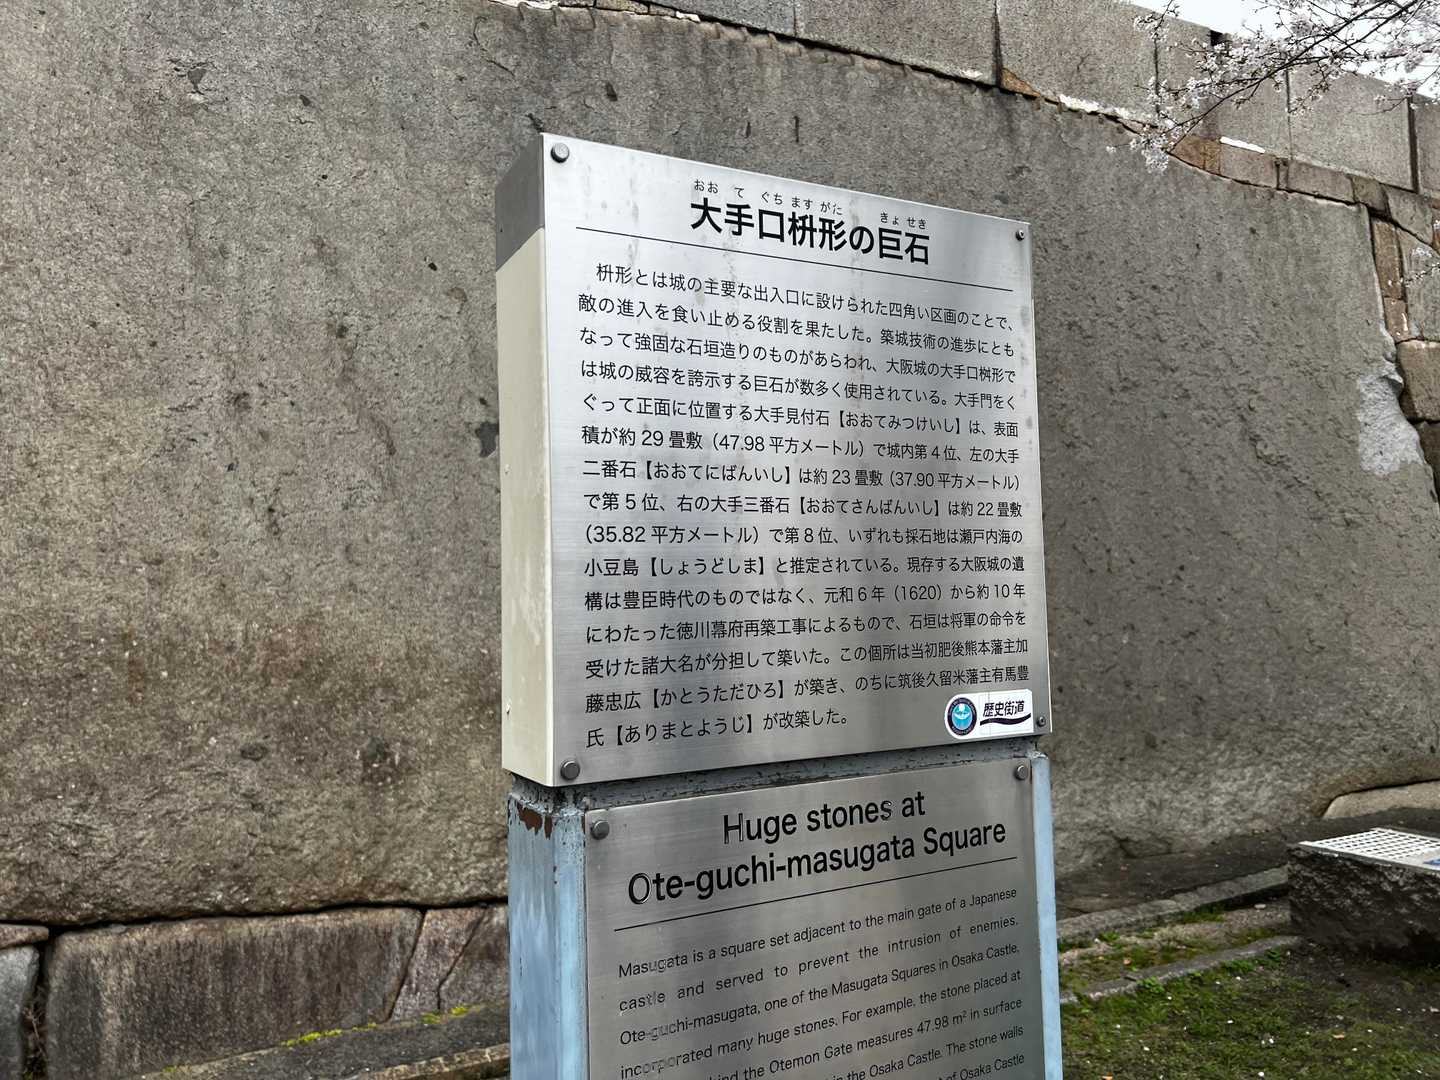 おお て ぐち ます がた きょ せき
大手口枡形の巨石
枡形とは城の主要な出入口に設けられた四角い区画のことで、
敵の進入を食い止める役割を果たした。築城技術の進歩にとも
なって強固な石垣造りのものがあらわれ、大阪城の大手口桝形で
は城の威容を誇示する巨石が数多く使用されている。大手門をく
ぐって正面に位置する大手見付石【おおてみつけいし】は、表面
積が約 29 畳敷（47.98 平方メートル）で城内第 4 位、左の大手
二番石【おおてにばんいし】は約 23 畳敷（37.90 平方メートル）
で第 5 位、右の大手三番石【おおてさんばんいし】は約 22 畳敷
（35.82 平方メートル）で第 8 位、いずれも採石地は瀬戸内海の
小豆島【しょうどしま】と推定されている。現存する大阪城の遺
構は豊臣時代のものではなく、元和 6 年（1620）から約 10 年
にわたった徳川幕府再築工事によるもので、石垣は将軍の命令を
受けた諸大名が分担して築いた。この個所は当初肥後熊本藩主加
藤忠広【かとうただひろ】が築き、のちに筑後久留米藩主有馬豊
氏【ありまとようじ】が改築した。
歴史街道
Huge stones at
Ote-guchi-masugata Square
Masugata is a square set adjacent to the main gate of a Japanese
castle and served to prevent the intrusion of enemies.
Ote-guchi-masugata, one of the Masugata Squares in Osaka Castle,
incorporated many huge stones. For example, the stone placed at
the Otemon Gate measures 47.98 m² in surface
in the Osaka Castle. The stone walls
of Osaka Castle